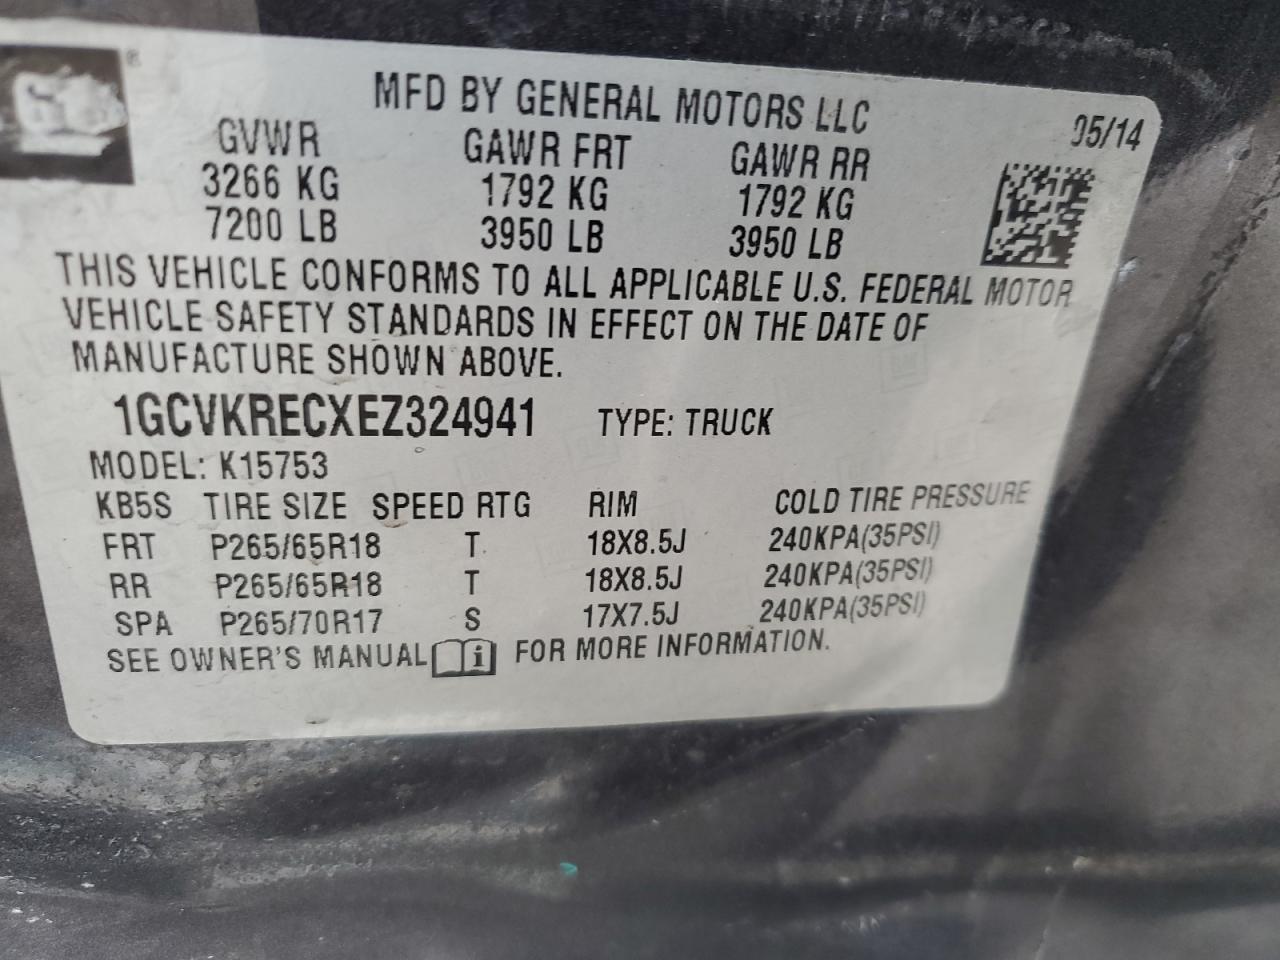 MFD BY GENERAL MOTORS LLC
05/14
GVWR GAWR FRT GAWR RR
3266 KG 1792 KG 1792 KG
7200 LB 3950 LB 3950 LB
THIS VEHICLE CONFORMS TO ALL APPLICABLE U.S. FEDERAL MOTOR
VEHICLE SAFETY STANDARDS IN EFFECT ON THE DATE OF
MANUFACTURE SHOWN ABOVE.
1GCVKRECXEZ324941 TYPE: TRUCK
MODEL: K15753
KB5S TIRE SIZE SPEED RTG RIM COLD TIRE PRESSURE
FRT P265/65R18 T 18X8.5J 240KPA(35PSI)
RR P265/65R18 T 18X8.5J 240KPA(35PSI)
SPA P265/70R17 S 17X7.5J 240KPA(35PSI)
SEE OWNER'S MANUAL i FOR MORE INFORMATION.